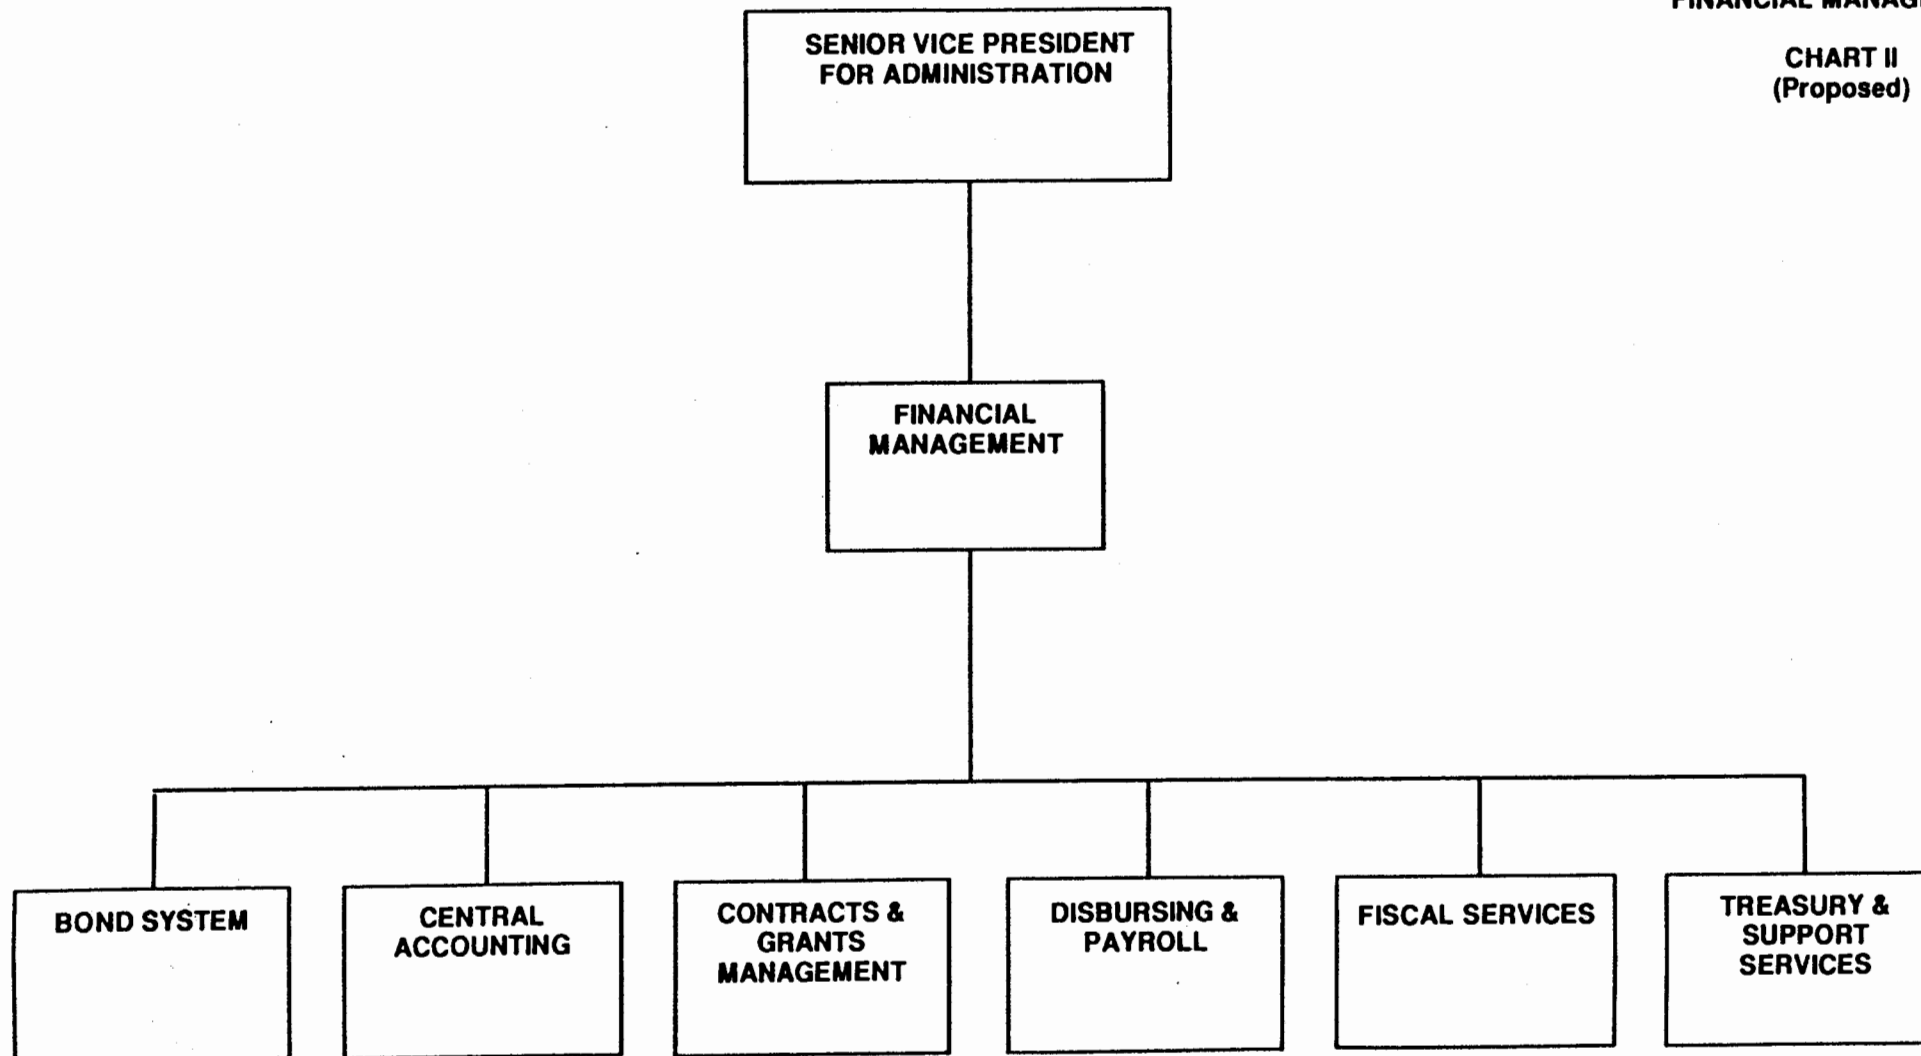 FINANCIAL
CHART II
(Proposed)
SENIOR VICE PRESIDENT
FOR ADMINISTRATION
FINANCIAL
MANAGEMENT
BOND SYSTEM
CENTRAL
ACCOUNTING
CONTRACTS &
GRANTS
MANAGEMENT
DISBURSING &
PAYROLL
FISCAL SERVICES
TREASURY &
SUPPORT
SERVICES